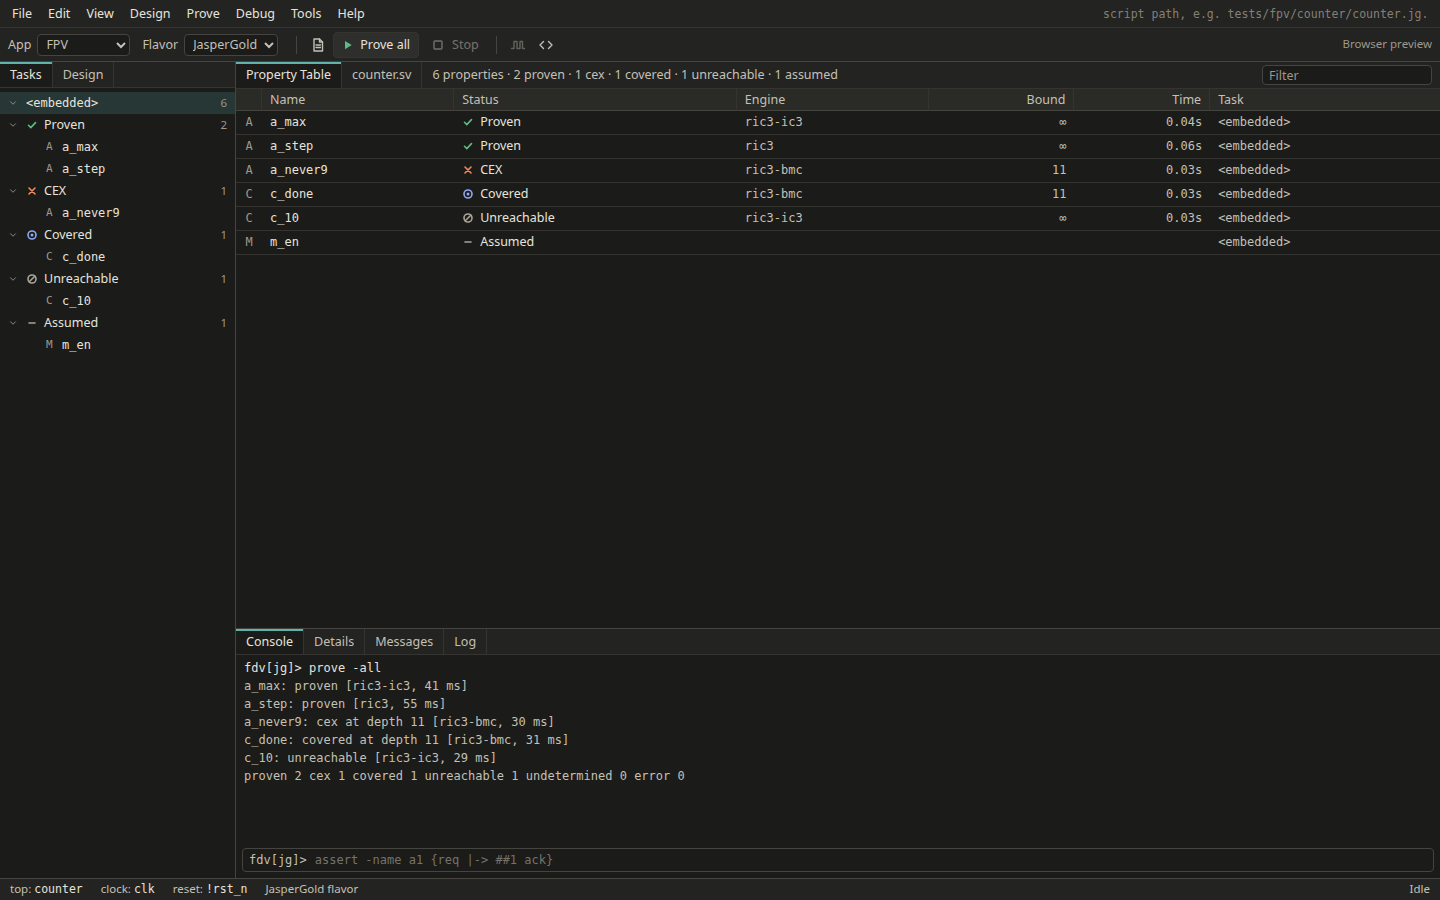 File Edit View Design Prove Debug Tools Help script path, e.g. tests/fpv/counter/counter.jg.
App FPV Flavor JasperGold Prove all Stop Browser preview
Tasks Design Property Table counter.sv 6 properties · 2 proven · 1 cex · 1 covered · 1 unreachable · 1 assumed Filter
<embedded> 6
Proven 2
A a_max
A a_step
CEX 1
A a_never9
Covered 1
C c_done
Unreachable 1
C c_10
Assumed 1
M m_en
Name Status Engine Bound Time Task
A a_max Proven ric3-ic3 ∞ 0.04s <embedded>
A a_step Proven ric3 ∞ 0.06s <embedded>
A a_never9 CEX ric3-bmc 11 0.03s <embedded>
C c_done Covered ric3-bmc 11 0.03s <embedded>
C c_10 Unreachable ric3-ic3 ∞ 0.03s <embedded>
M m_en Assumed <embedded>
Console Details Messages Log
fdv[jg]> prove -all
a_max: proven [ric3-ic3, 41 ms]
a_step: proven [ric3, 55 ms]
a_never9: cex at depth 11 [ric3-bmc, 30 ms]
c_done: covered at depth 11 [ric3-bmc, 31 ms]
c_10: unreachable [ric3-ic3, 29 ms]
proven 2 cex 1 covered 1 unreachable 1 undetermined 0 error 0
fdv[jg]> assert -name a1 {req |-> ##1 ack}
top: counter clock: clk reset: !rst_n JasperGold flavor Idle